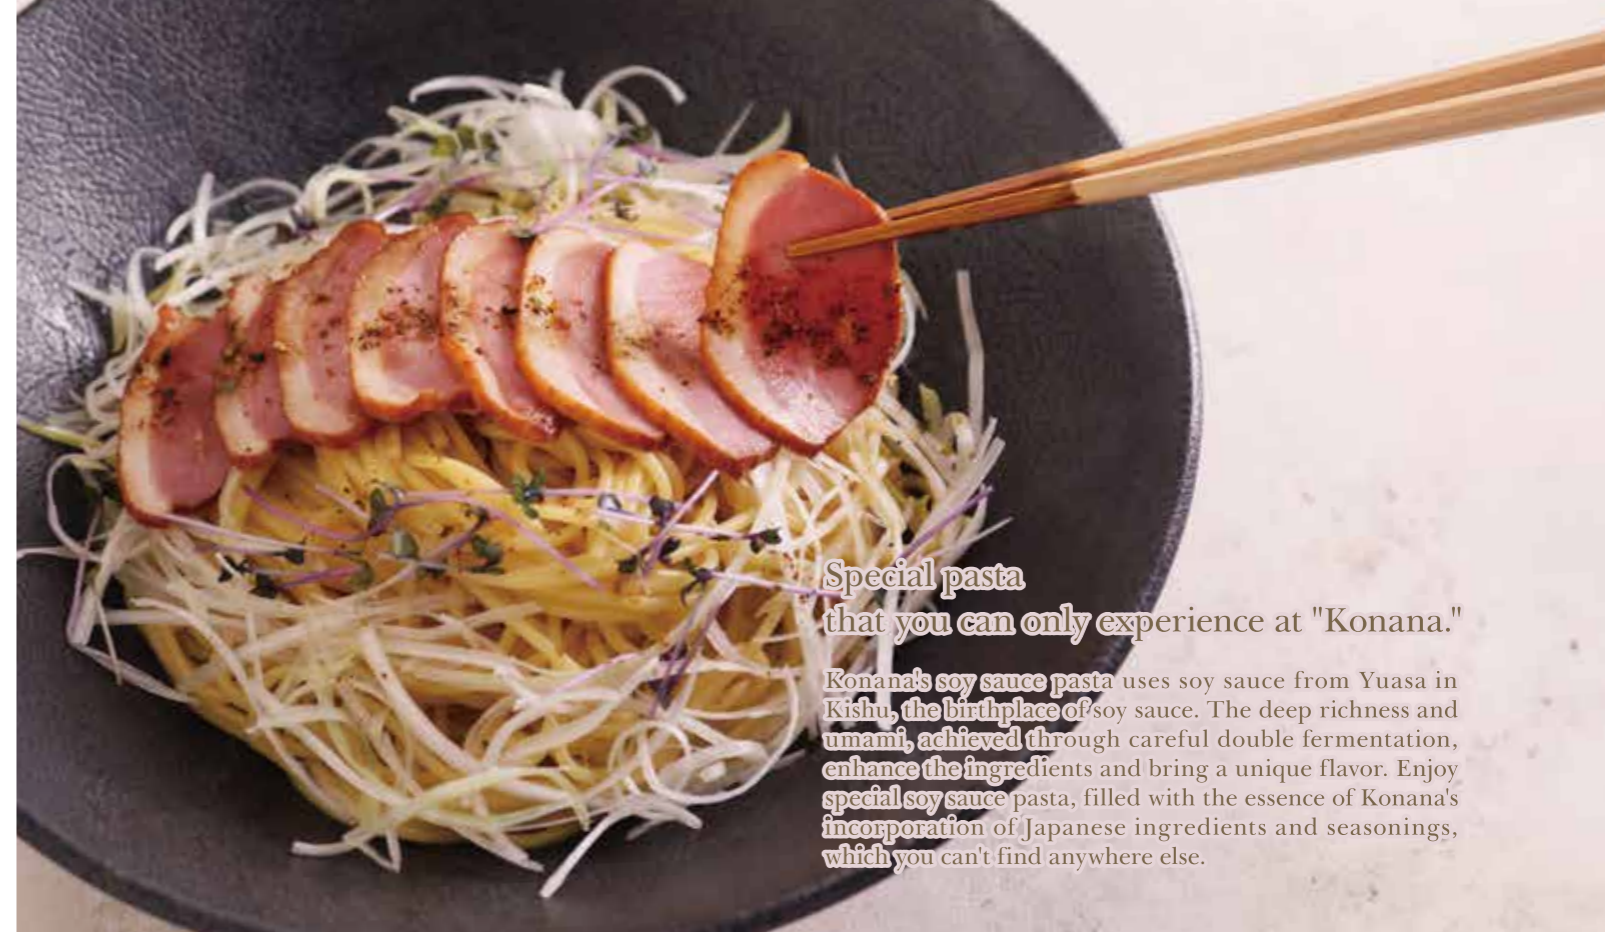 Special pasta
that you can only experience at "Konana."
Konana's soy sauce pasta uses soy sauce from Yuasa in
Kishu, the birthplace of soy sauce. The deep richness and
umami, achieved through careful double fermentation,
enhance the ingredients and bring a unique flavor. Enjoy
special soy sauce pasta, filled with the essence of Konana's
incorporation of Japanese ingredients and seasonings,
which you can't find anywhere else.